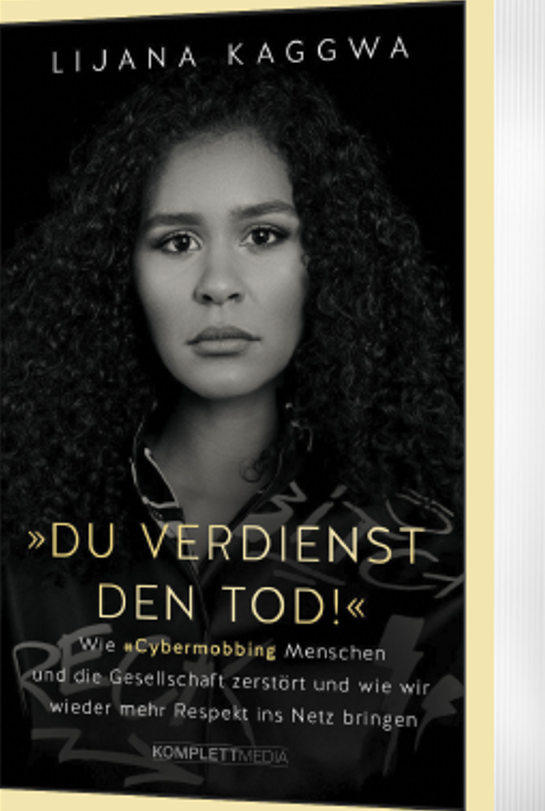 LIJANA KAGGWA
»DU VERDIENST
DEN TOD!«
Wie #Cybermobbing Menschen
und die Gesellschaft zerstört und wie wir
wieder mehr Respekt ins Netz bringen
KOMPLETTMEDIA